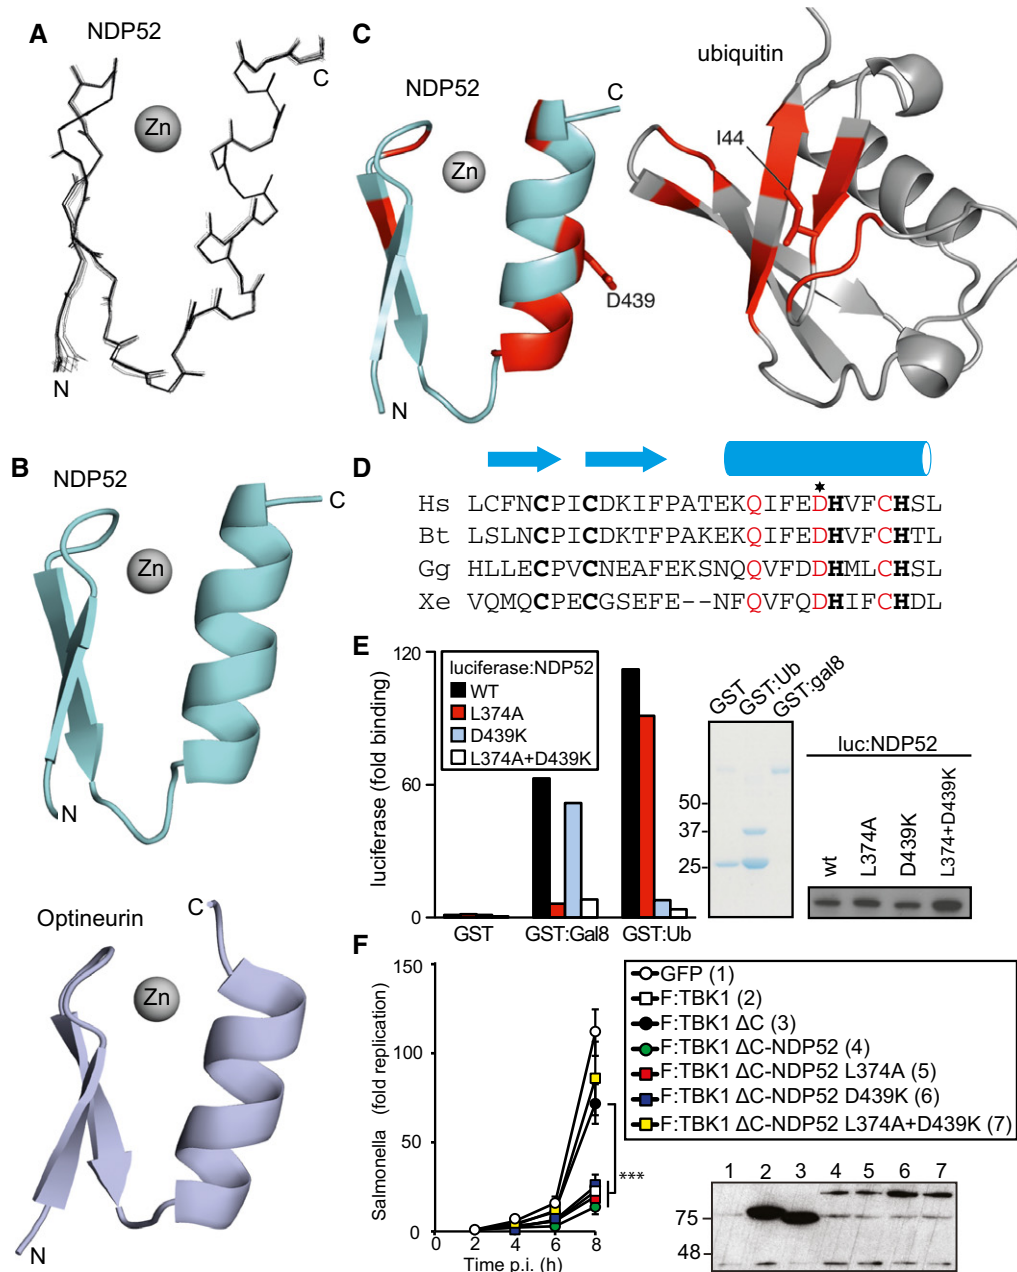 A
NDP52
Zn
C
N
B
NDP52
Zn
C
N
Optineurin
C
Zn
N
C
NDP52
C
Zn
D439
N
ubiquitin
I44
D
Hs LCFNCPICDKIFPATEKQIFEDHVFCHSL
Bt LSLNCPICDKTFPAKEKQIFEDHVFCHTL
Gg HLLECPVCNEAFEKSNQQVFDDHMLCHSL
Xe VQMQCPECGSEFE--NFQVFQDHIFCHDL
E
luciferase (fold binding)
120
60
0
luciferase:NDP52
WT
L374A
D439K
L374A+D439K
GST
GST:Gal8
GST:Ub
GST
GST:Ub
GST:gal8
50
37
25
luc:NDP52
wt
L374A
D439K
L374+D439K
F
Salmonella (fold replication)
150
100
50
0
0 2 4 6 8
Time p.i. (h)
***
GFP (1)
F:TBK1 (2)
F:TBK1 ΔC (3)
F:TBK1 ΔC-NDP52 (4)
F:TBK1 ΔC-NDP52 L374A (5)
F:TBK1 ΔC-NDP52 D439K (6)
F:TBK1 ΔC-NDP52 L374A+D439K (7)
1 2 3 4 5 6 7
75
48